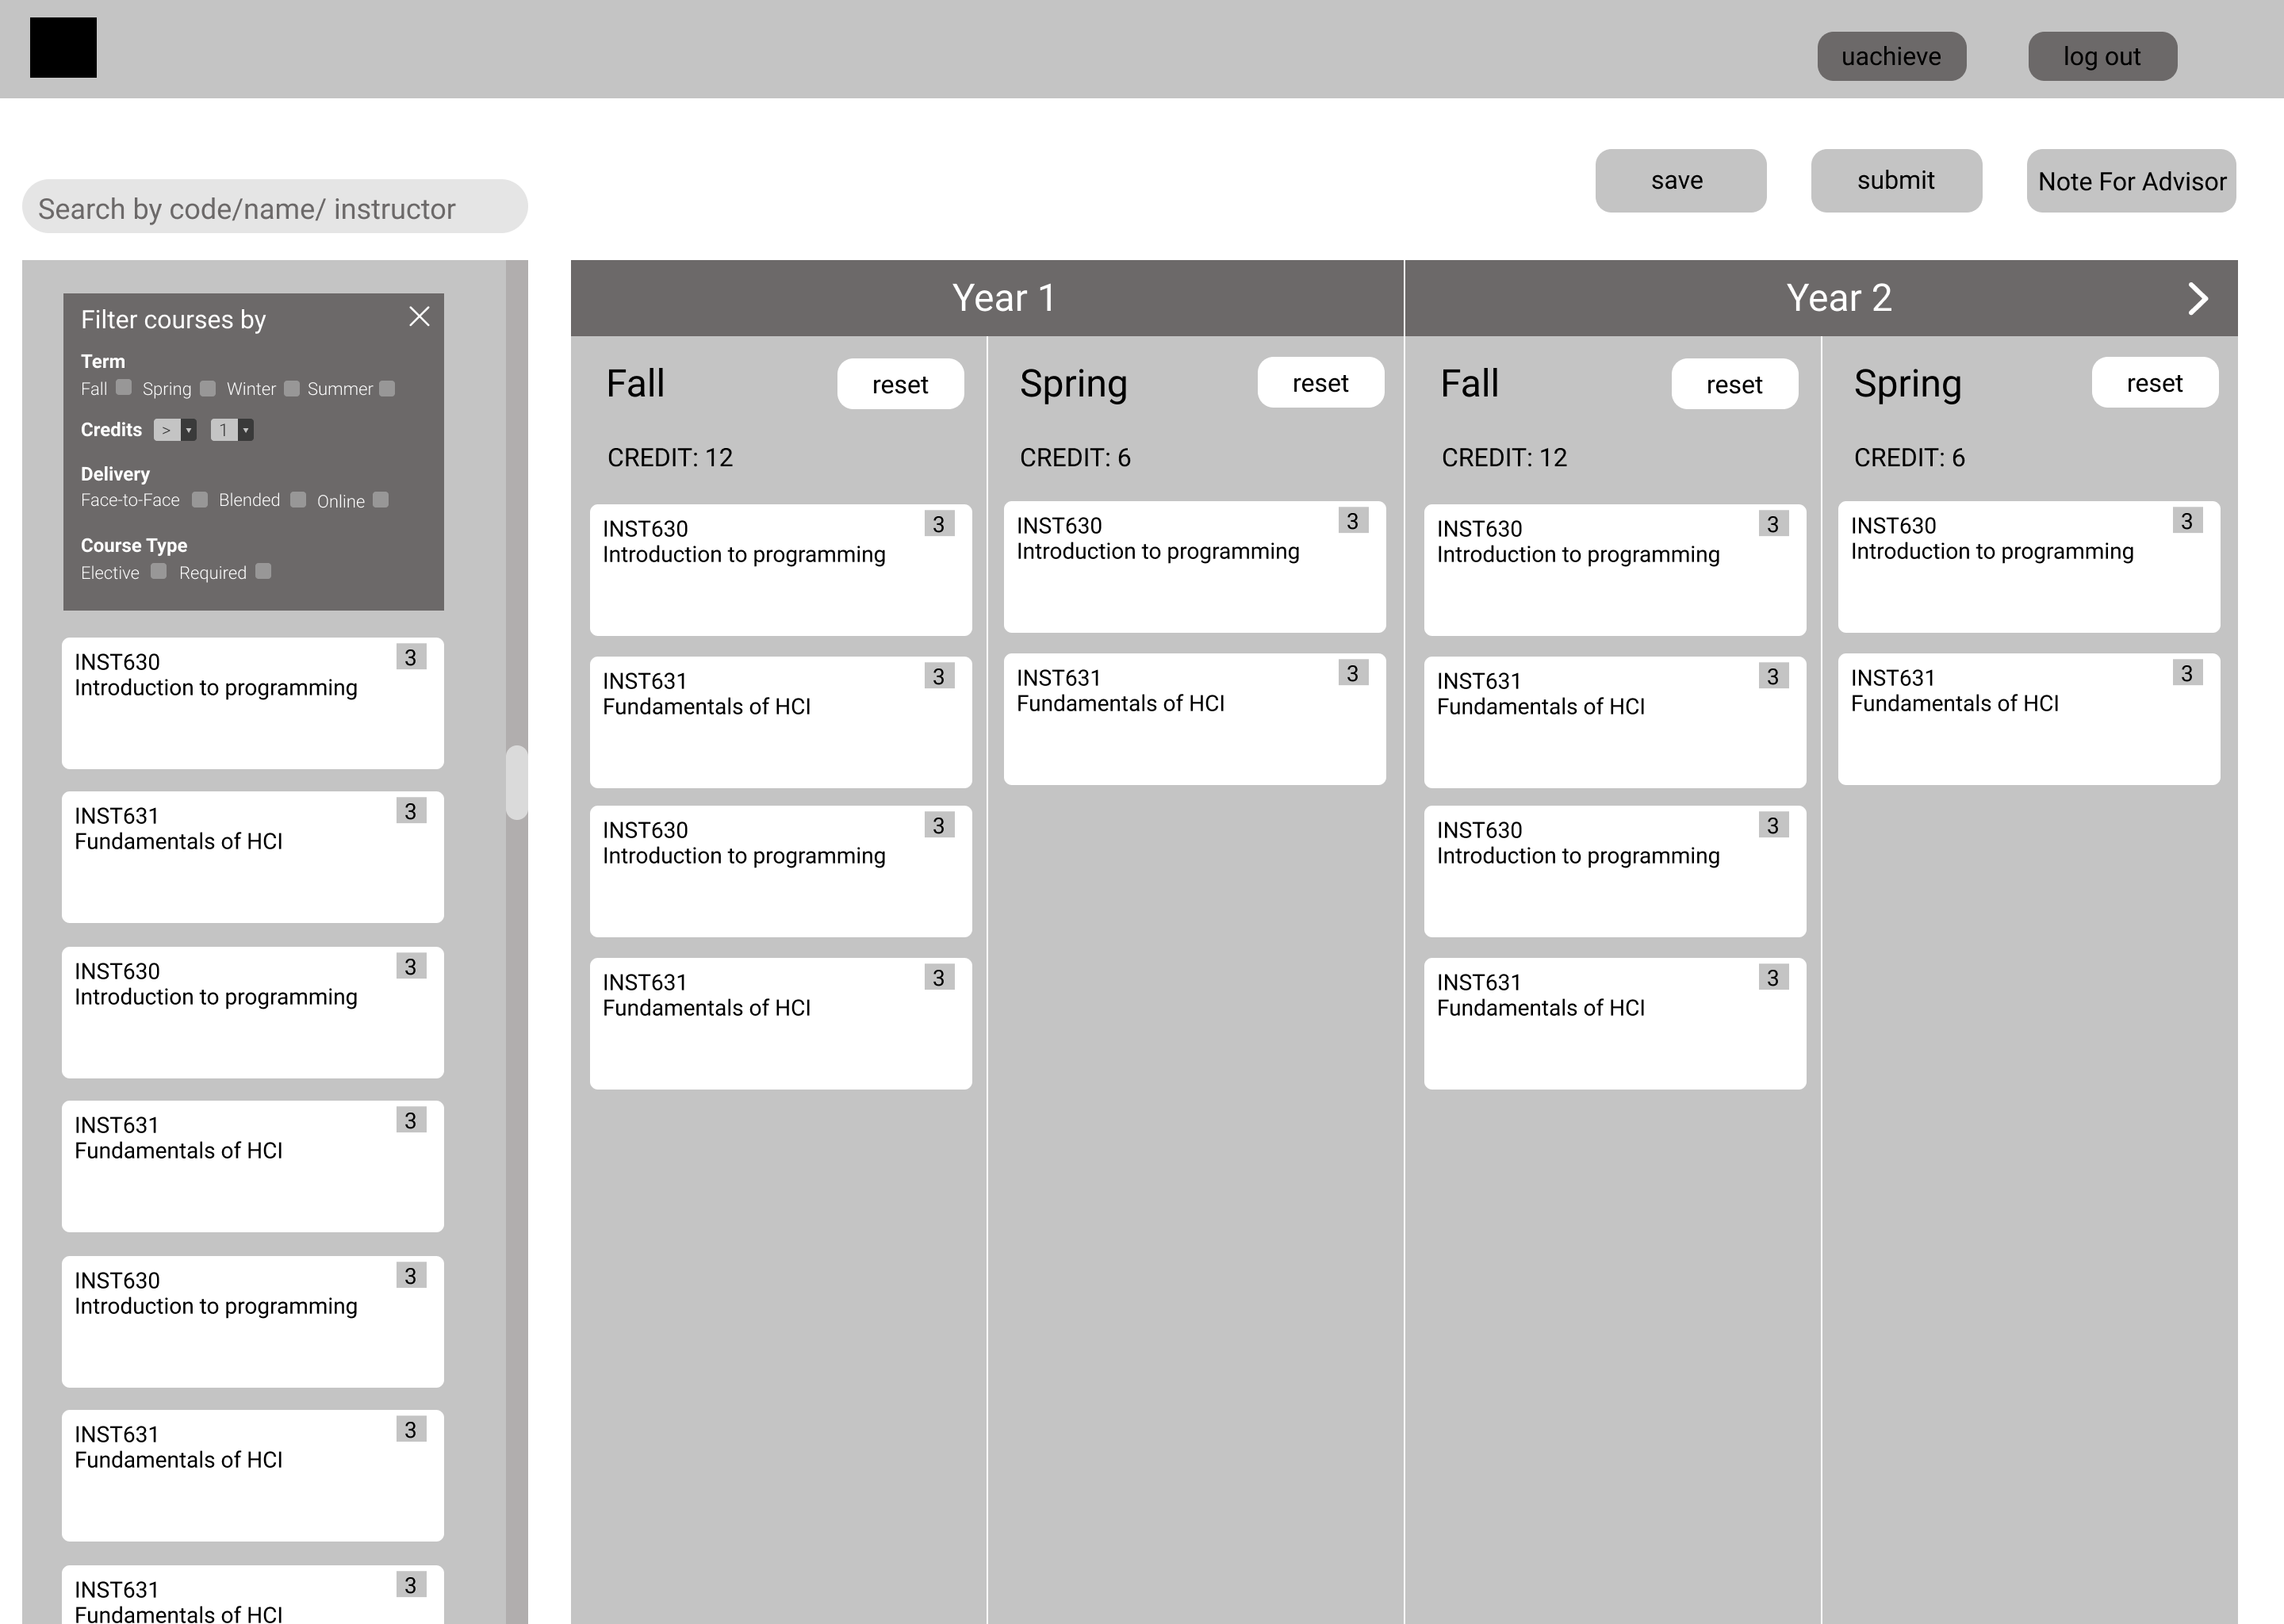 uachieve
log out
save
submit
Note For Advisor
Search by code/name/ instructor
Filter courses by
Term
Fall Spring Winter Summer
Credits > 1
Delivery
Face-to-Face Blended Online
Course Type
Elective Required
INST630 3
Introduction to programming
INST631 3
Fundamentals of HCI
INST630 3
Introduction to programming
INST631 3
Fundamentals of HCI
INST630 3
Introduction to programming
INST631 3
Fundamentals of HCI
INST631 3
Fundamentals of HCI
Year 1
Fall reset
CREDIT: 12
INST630 3
Introduction to programming
INST631 3
Fundamentals of HCI
INST630 3
Introduction to programming
INST631 3
Fundamentals of HCI
Spring reset
CREDIT: 6
INST630 3
Introduction to programming
INST631 3
Fundamentals of HCI
Year 2
Fall reset
CREDIT: 12
INST630 3
Introduction to programming
INST631 3
Fundamentals of HCI
INST630 3
Introduction to programming
INST631 3
Fundamentals of HCI
Spring reset
CREDIT: 6
INST630 3
Introduction to programming
INST631 3
Fundamentals of HCI